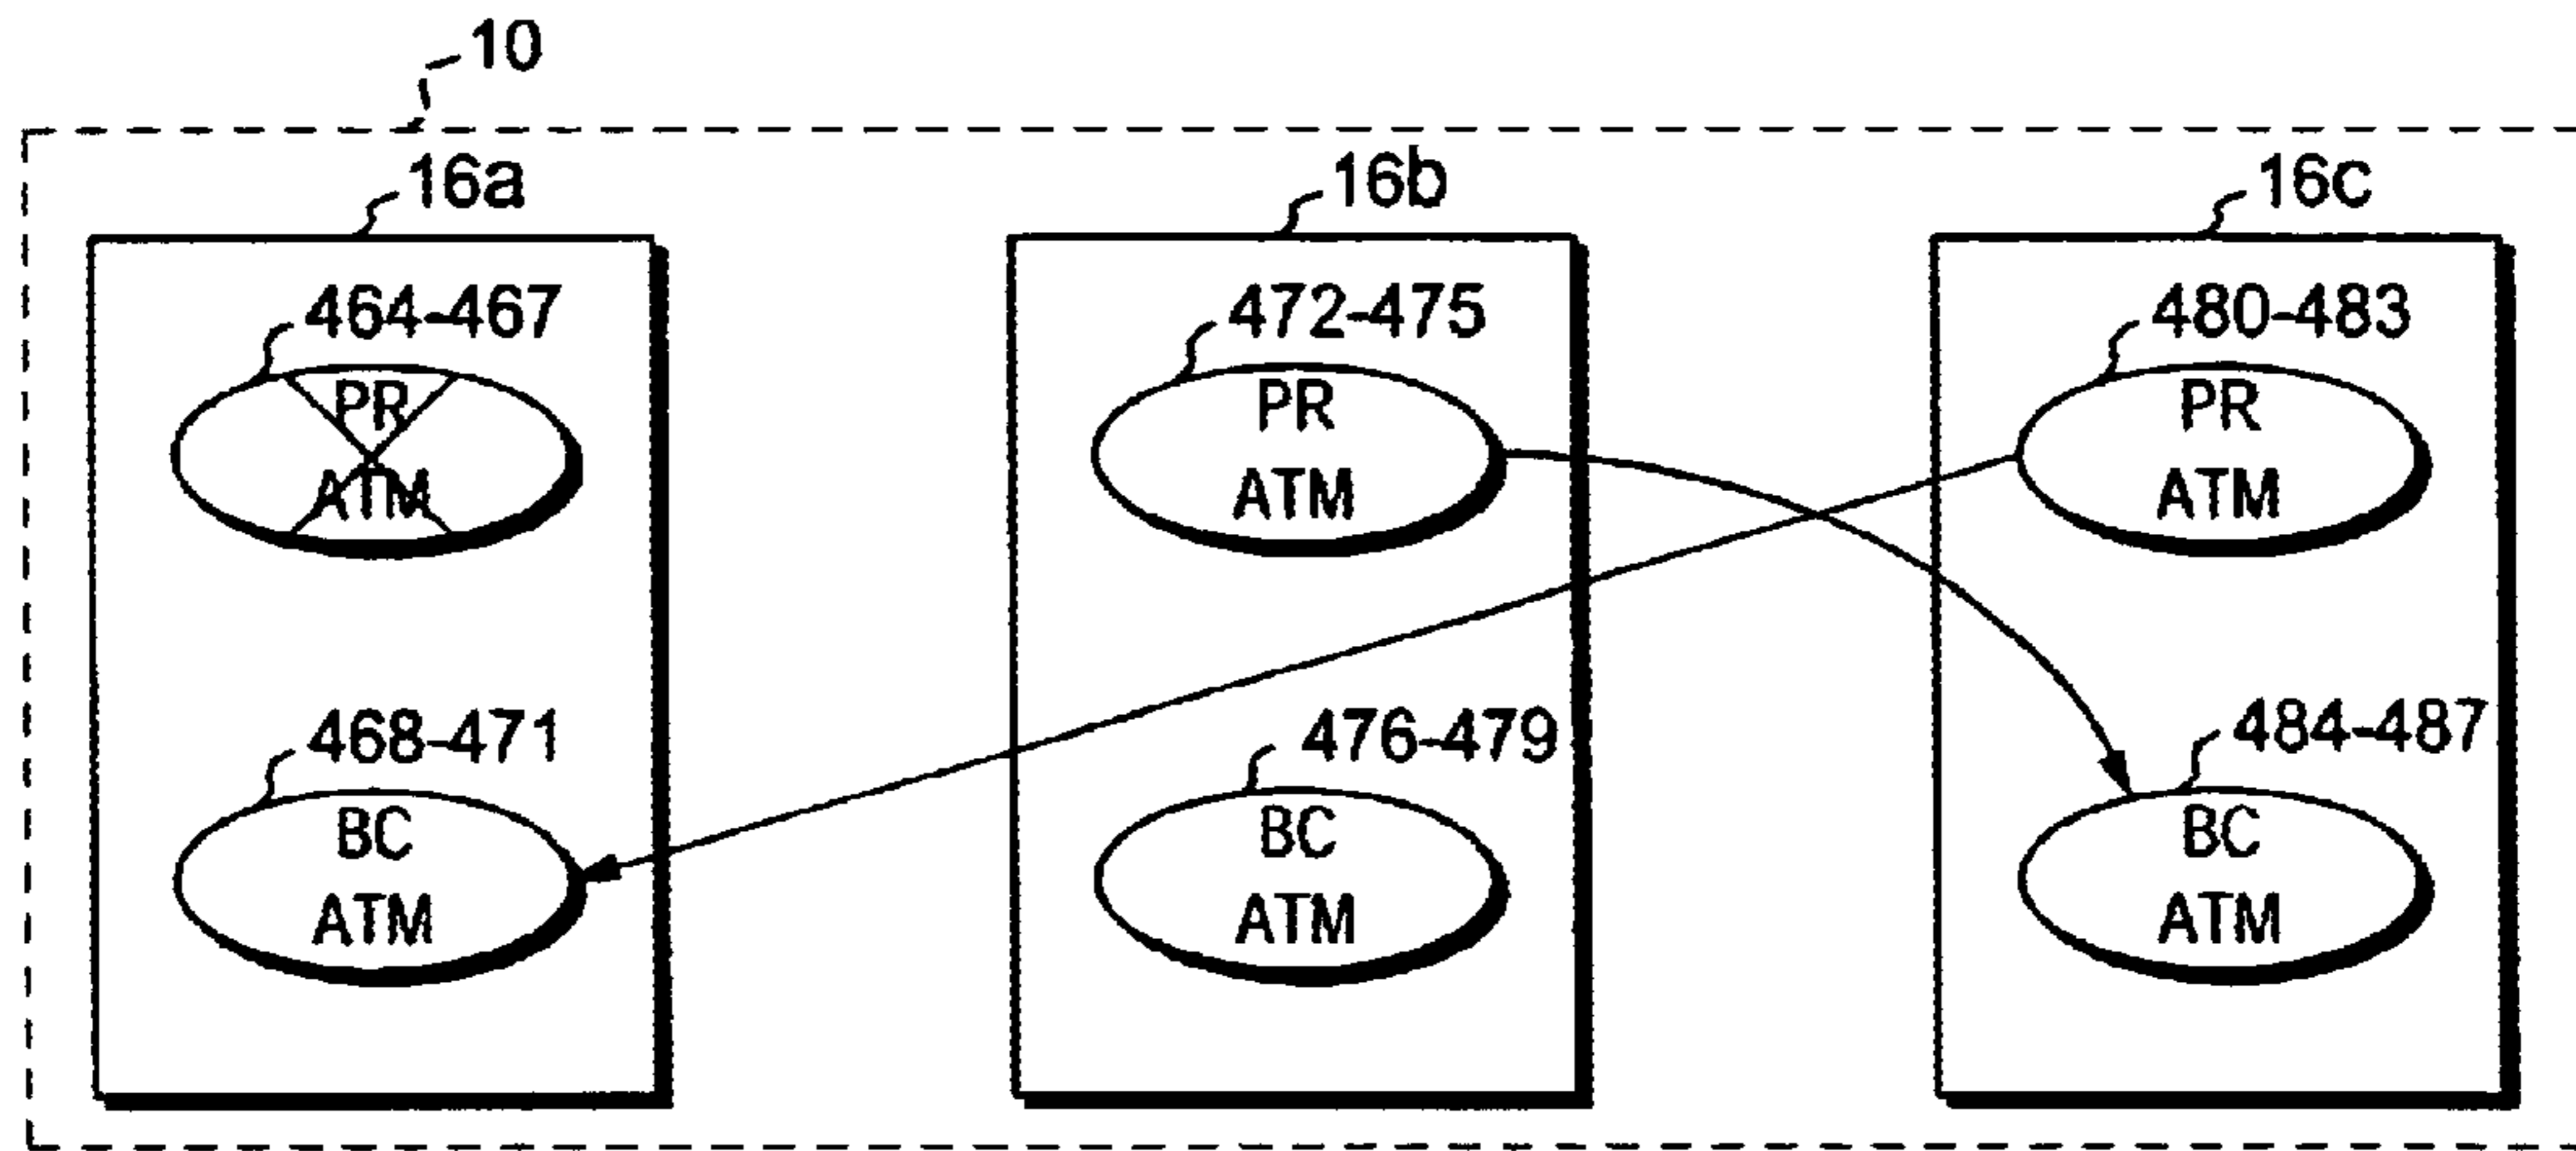 10
16a
16b
16c
464-467
472-475
480-483
PR
ATM
PR
ATM
PR
ATM
468-471
476-479
484-487
BC
ATM
BC
ATM
BC
ATM